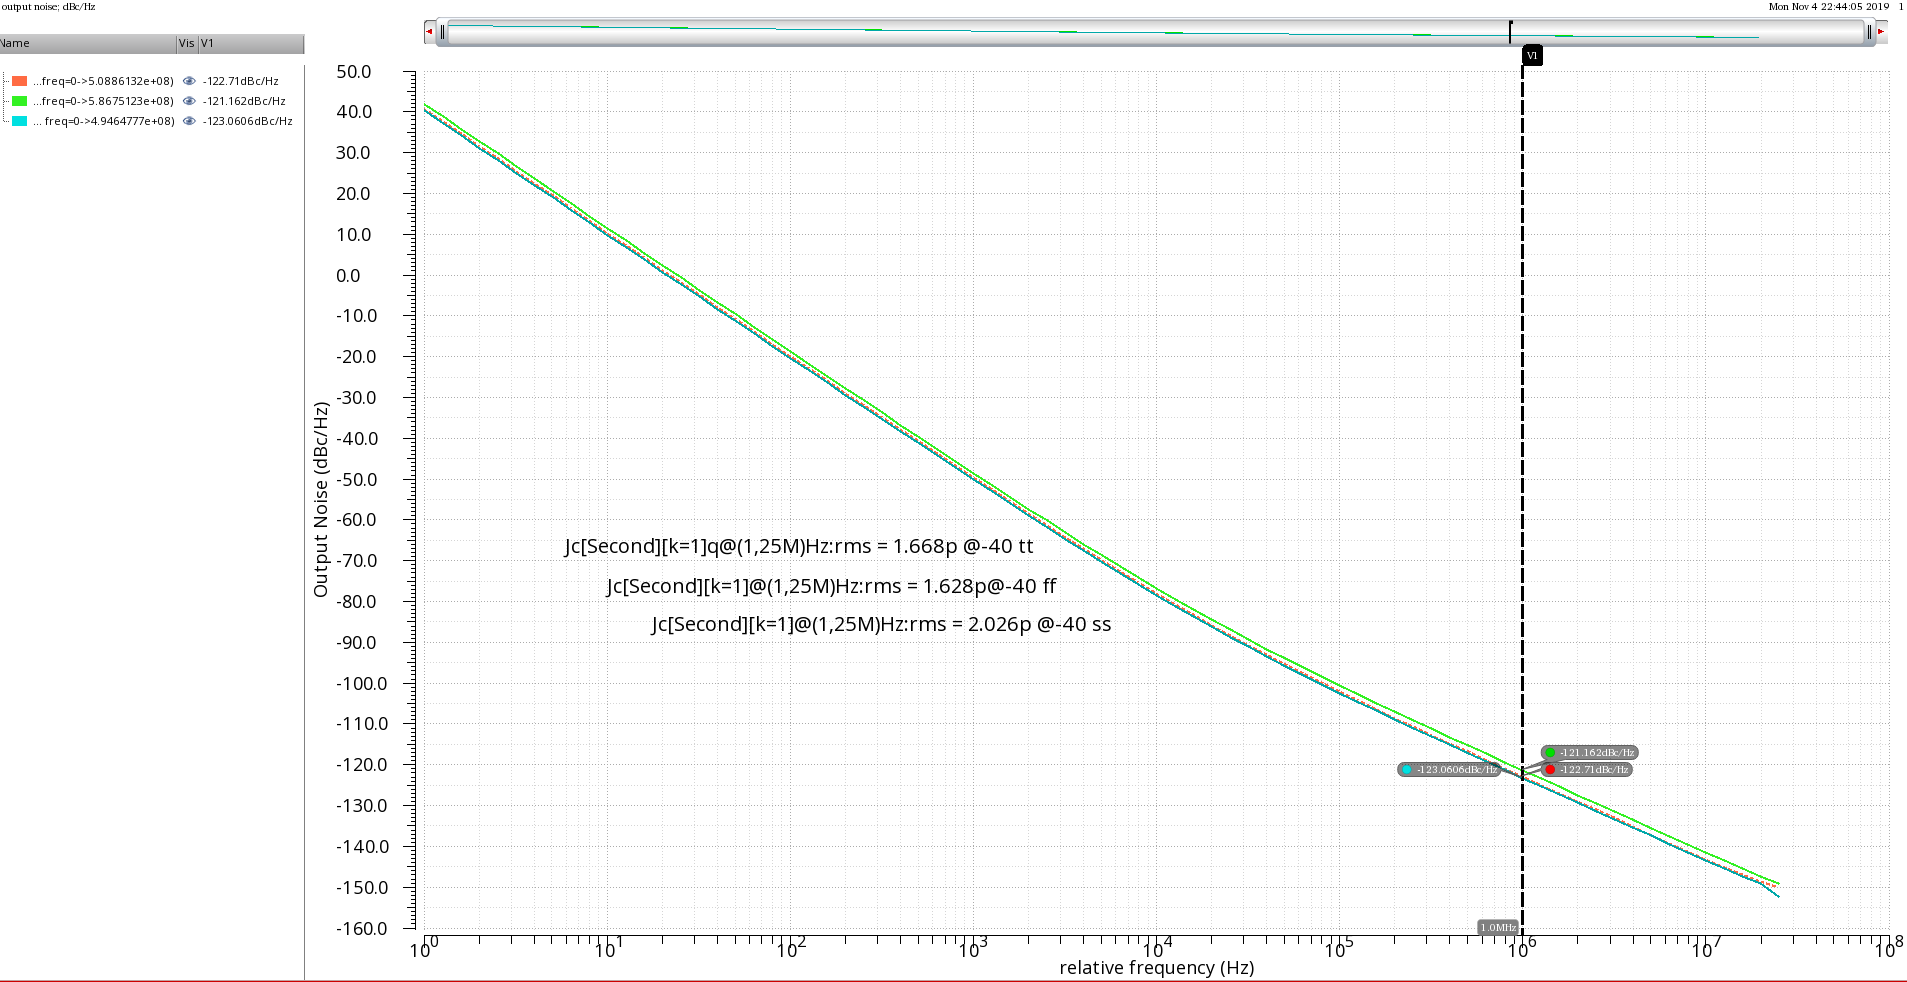 output noise; dBc/Hz
Mon Nov 4 22:44:05 2019 1
Name Vis V1
...freq=0->5.0886132e+08) -122.71dBc/Hz
...freq=0->5.8675123e+08) -121.162dBc/Hz
... freq=0->4.9464777e+08) -123.0606dBc/Hz
V1
50.0
40.0
30.0
20.0
10.0
0.0
-10.0
-20.0
-30.0
-40.0
-50.0
-60.0
-70.0
-80.0
-90.0
-100.0
-110.0
-120.0
-130.0
-140.0
-150.0
-160.0
Output Noise (dBc/Hz)
Jc[Second][k=1]q@(1,25M)Hz:rms = 1.668p @-40 tt
Jc[Second][k=1]@(1,25M)Hz:rms = 1.628p@-40 ff
Jc[Second][k=1]@(1,25M)Hz:rms = 2.026p @-40 ss
-121.162dBc/Hz
-123.0606dBc/Hz
-122.71dBc/Hz
1.0MHz
10^0 10^1 10^2 10^3 10^4 10^5 10^6 10^7 10^8
relative frequency (Hz)